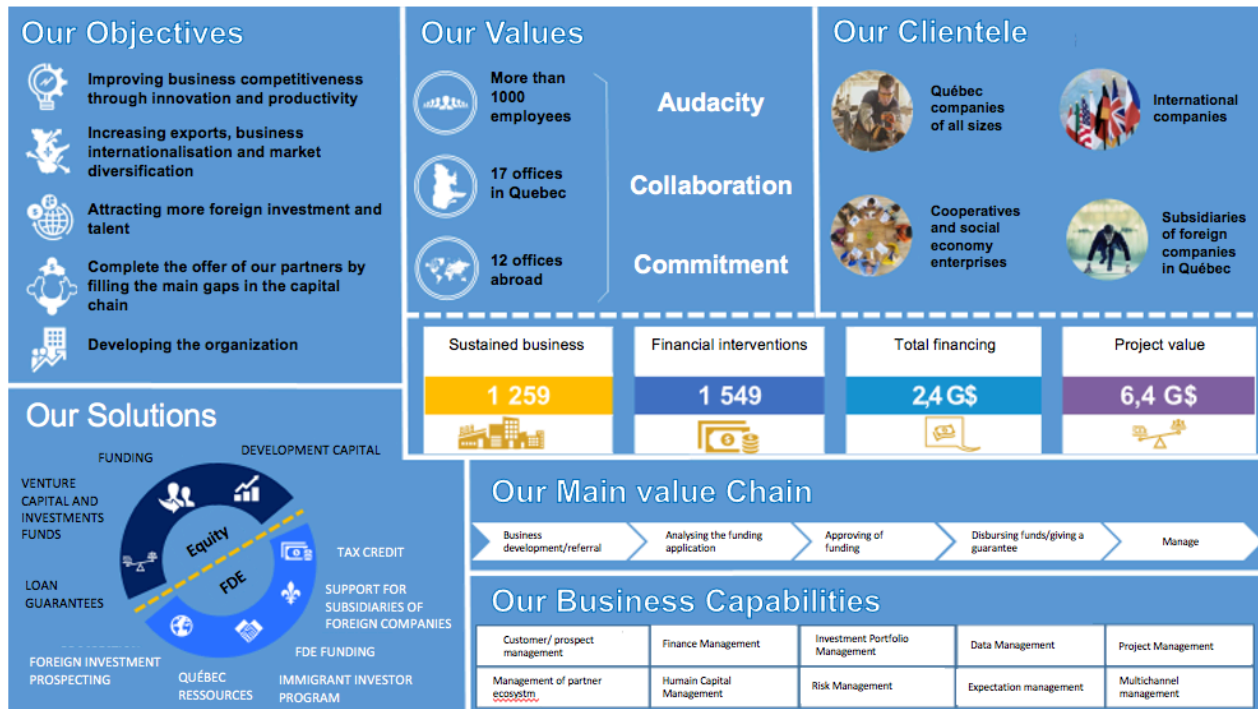 Our Objectives
Improving business competitiveness
through innovation and productivity
Increasing exports, business
internationalisation and market
diversification
Attracting more foreign investment and
talent
Complete the offer of our partners by
filling the main gaps in the capital
chain
Developing the organization
Our Values
More than
1000
employees
17 offices
in Quebec
12 offices
abroad
Audacity
Collaboration
Commitment
Our Clientele
Québec
companies
of all sizes
International
companies
Cooperatives
and social
economy
enterprises
Subsidiaries
of foreign
companies
in Québec
Sustained business
1 259
Financial interventions
1 549
Total financing
2,4 G$
Project value
6,4 G$
Our Solutions
FUNDING
DEVELOPMENT CAPITAL
VENTURE
CAPITAL AND
INVESTMENTS
FUNDS
LOAN
GUARANTEES
Equity
FDE
TAX CREDIT
SUPPORT FOR
SUBSIDIARIES OF
FOREIGN COMPANIES
FDE FUNDING
FOREIGN INVESTMENT
PROSPECTING
QUÉBEC
RESSOURCES
IMMIGRANT INVESTOR
PROGRAM
Our Main value Chain
Business
development/referral
Analysing the funding
application
Approving of
funding
Disbursing funds/giving a
guarantee
Manage
Our Business Capabilities
Customer/ prospect
management
Finance Management
Investment Portfolio
Management
Data Management
Project Management
Management of partner
ecosystm
Humain Capital
Management
Risk Management
Expectation management
Multichannel
management